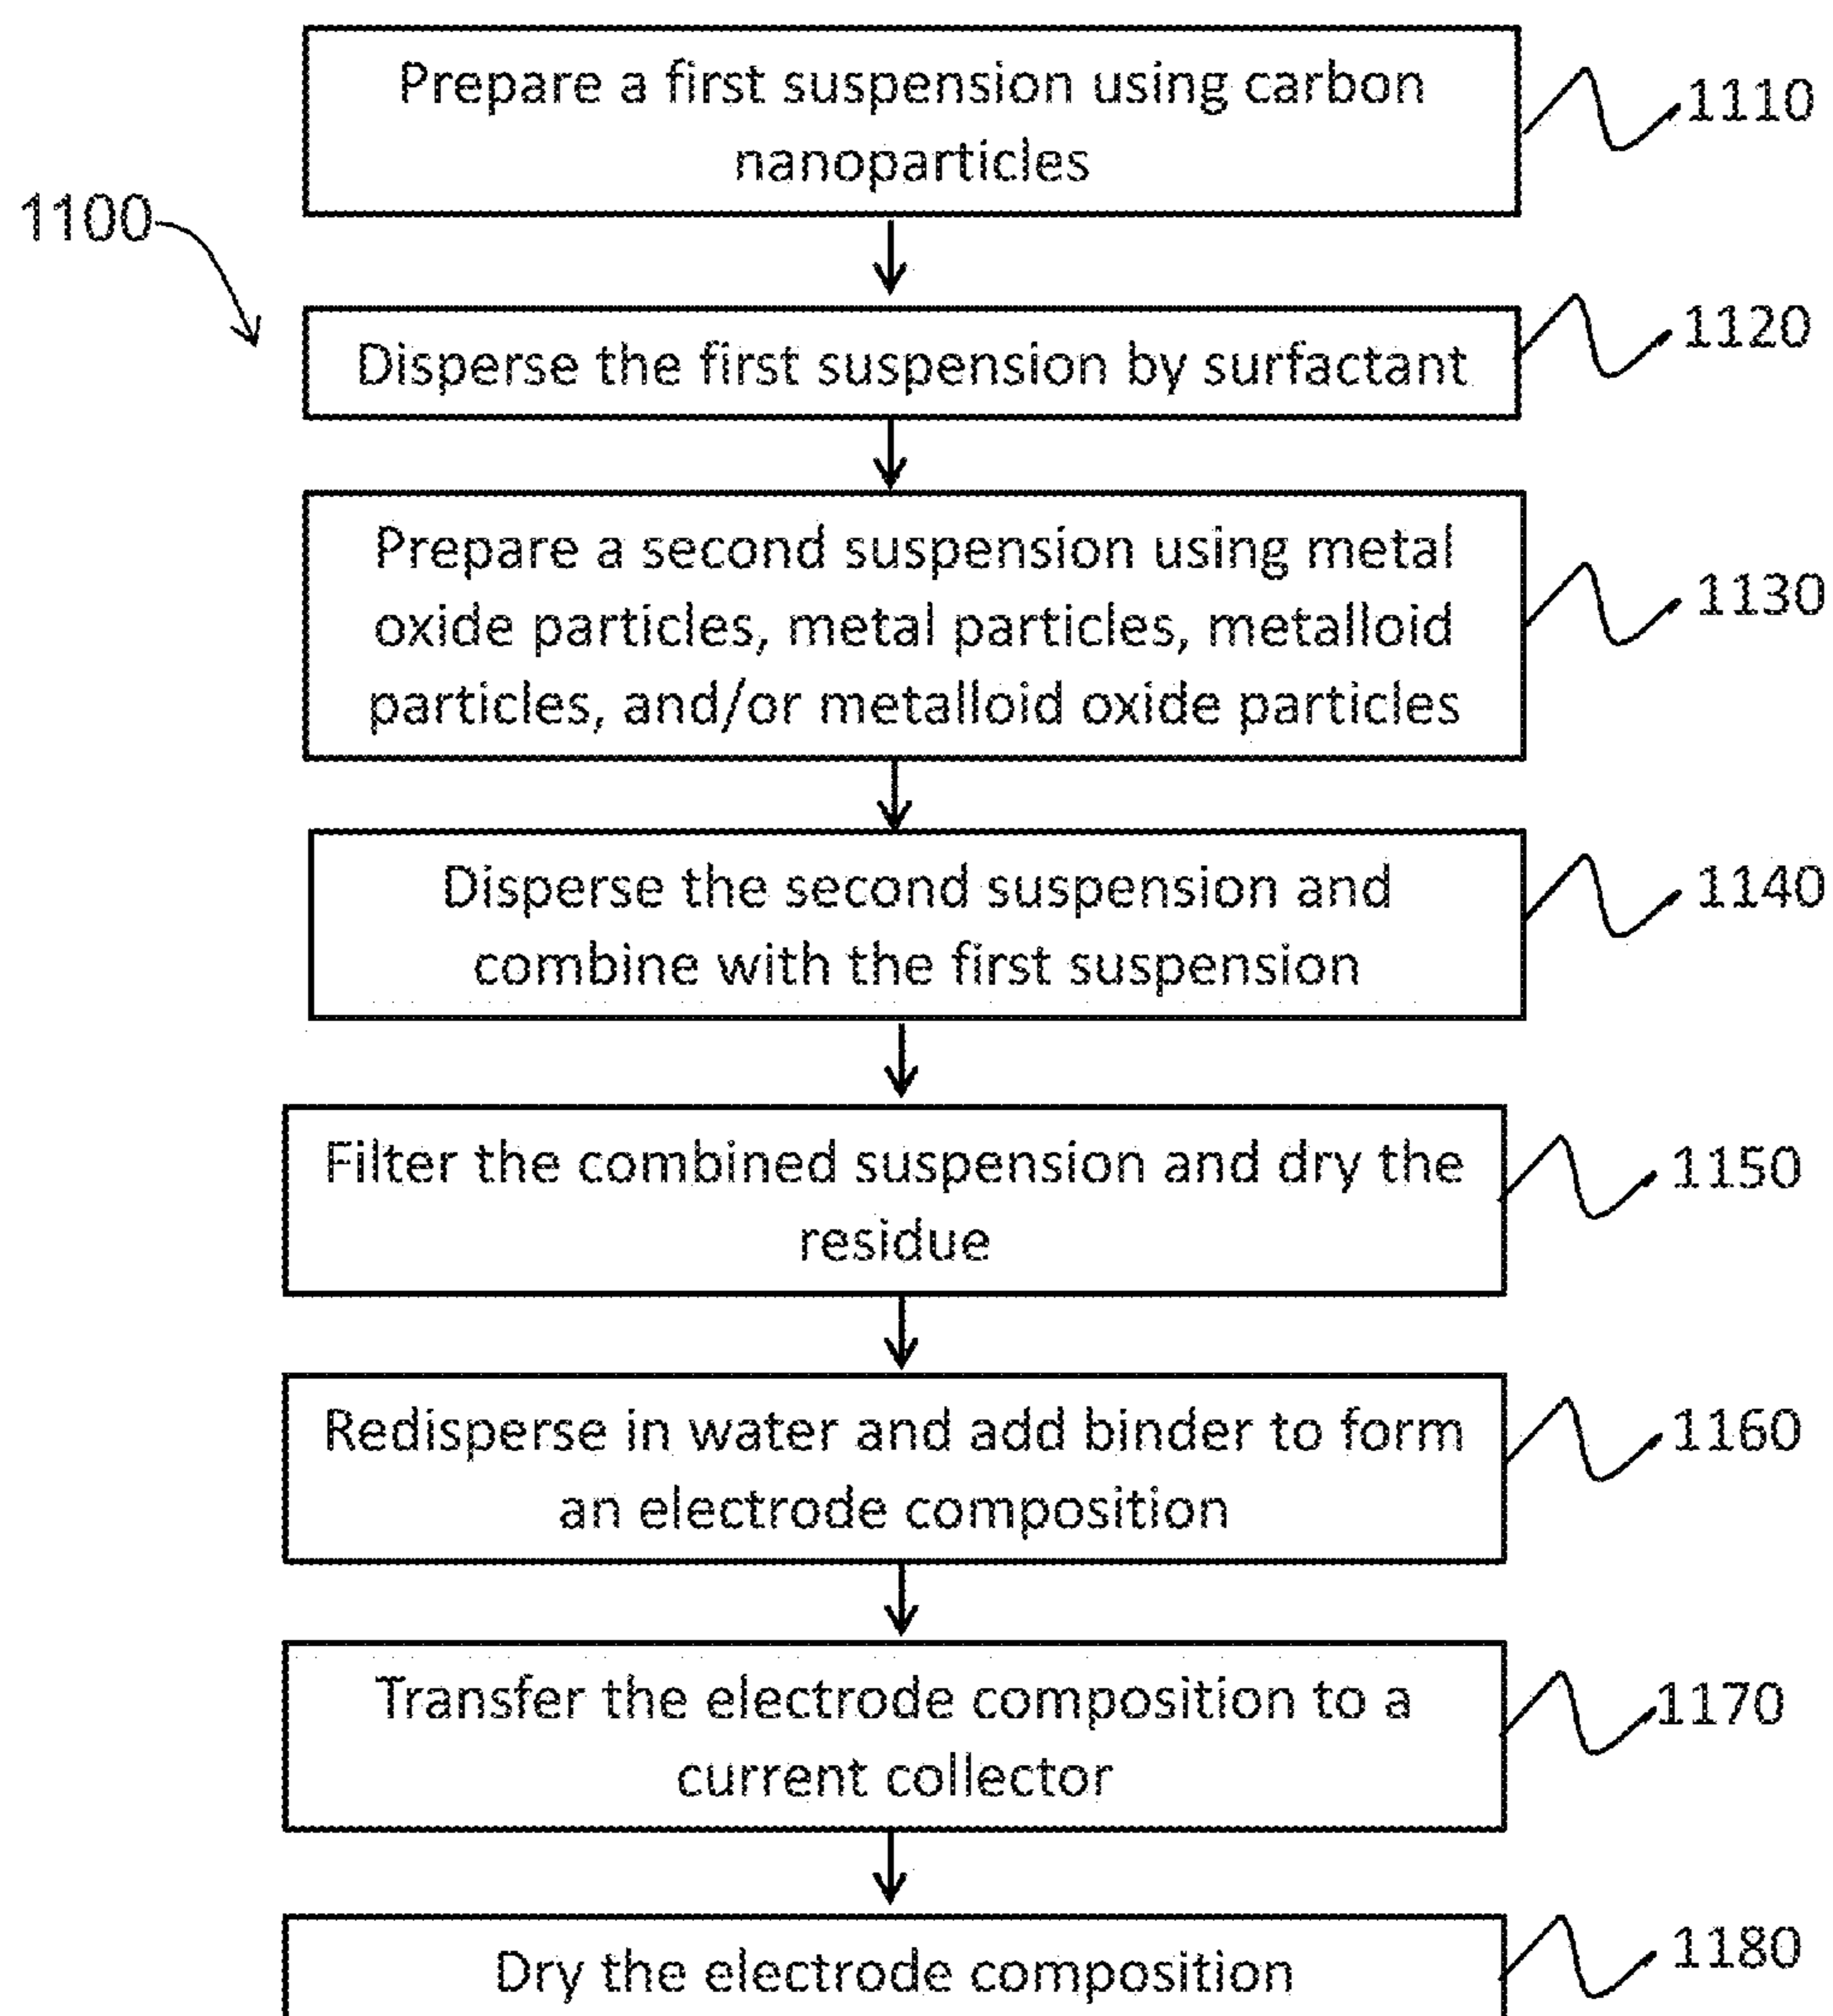 Prepare a first suspension using carbon
nanoparticles
1110
1100
Disperse the first suspension by surfactant
1120
Prepare a second suspension using metal
oxide particles, metal particles, metalloid
particles, and/or metalloid oxide particles
1130
Disperse the second suspension and
combine with the first suspension
1140
Filter the combined suspension and dry the
residue
1150
Redisperse in water and add binder to form
an electrode composition
1160
Transfer the electrode composition to a
current collector
1170
Dry the electrode composition
1180